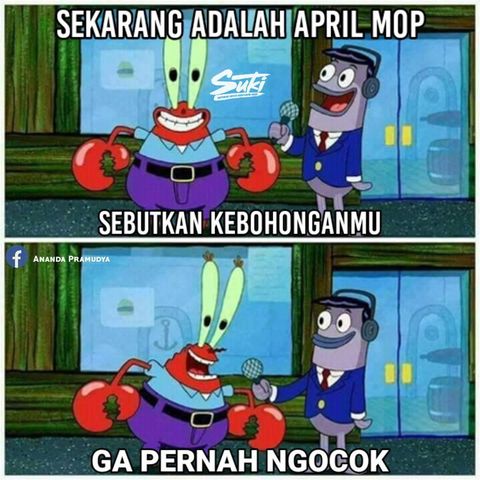 SEKARANG ADALAH APRIL MOP
Suki
SEBUTKAN KEBOHONGANMU
f Ananda Pramudya
GA PERNAH NGOCOK